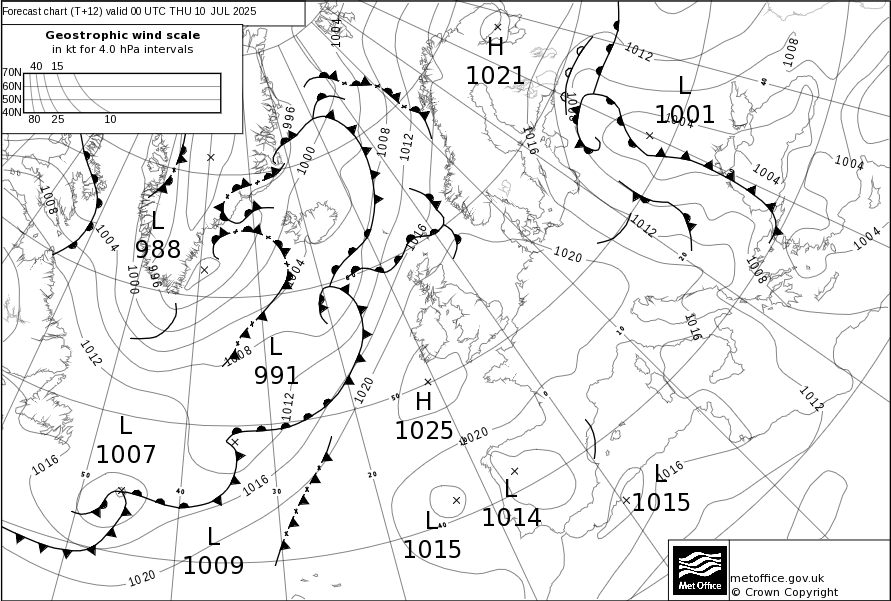 Forecast chart (T+12) valid 00 UTC THU 10 JUL 2025
Geostrophic wind scale
in kt for 4.0 hPa intervals
40 15
70N
60N
50N
40N
80 25 10
1004
H
1021
1012
1008
40
L
1001
1004
1008
996
1000
1008
1012
1016
1004
1004
1008
1004
L
988
996
1000
1004
1016
1012
1020
20
1008
1004
1016
10
L
991
1008
1012
1012
1020
50
0
H
1025
1012
L
1007
1016
50
40
1016
30
20
1020
L
1014
L
1015
1016
L
1015
40
L
1009
1020
Met Office
metoffice.gov.uk
© Crown Copyright